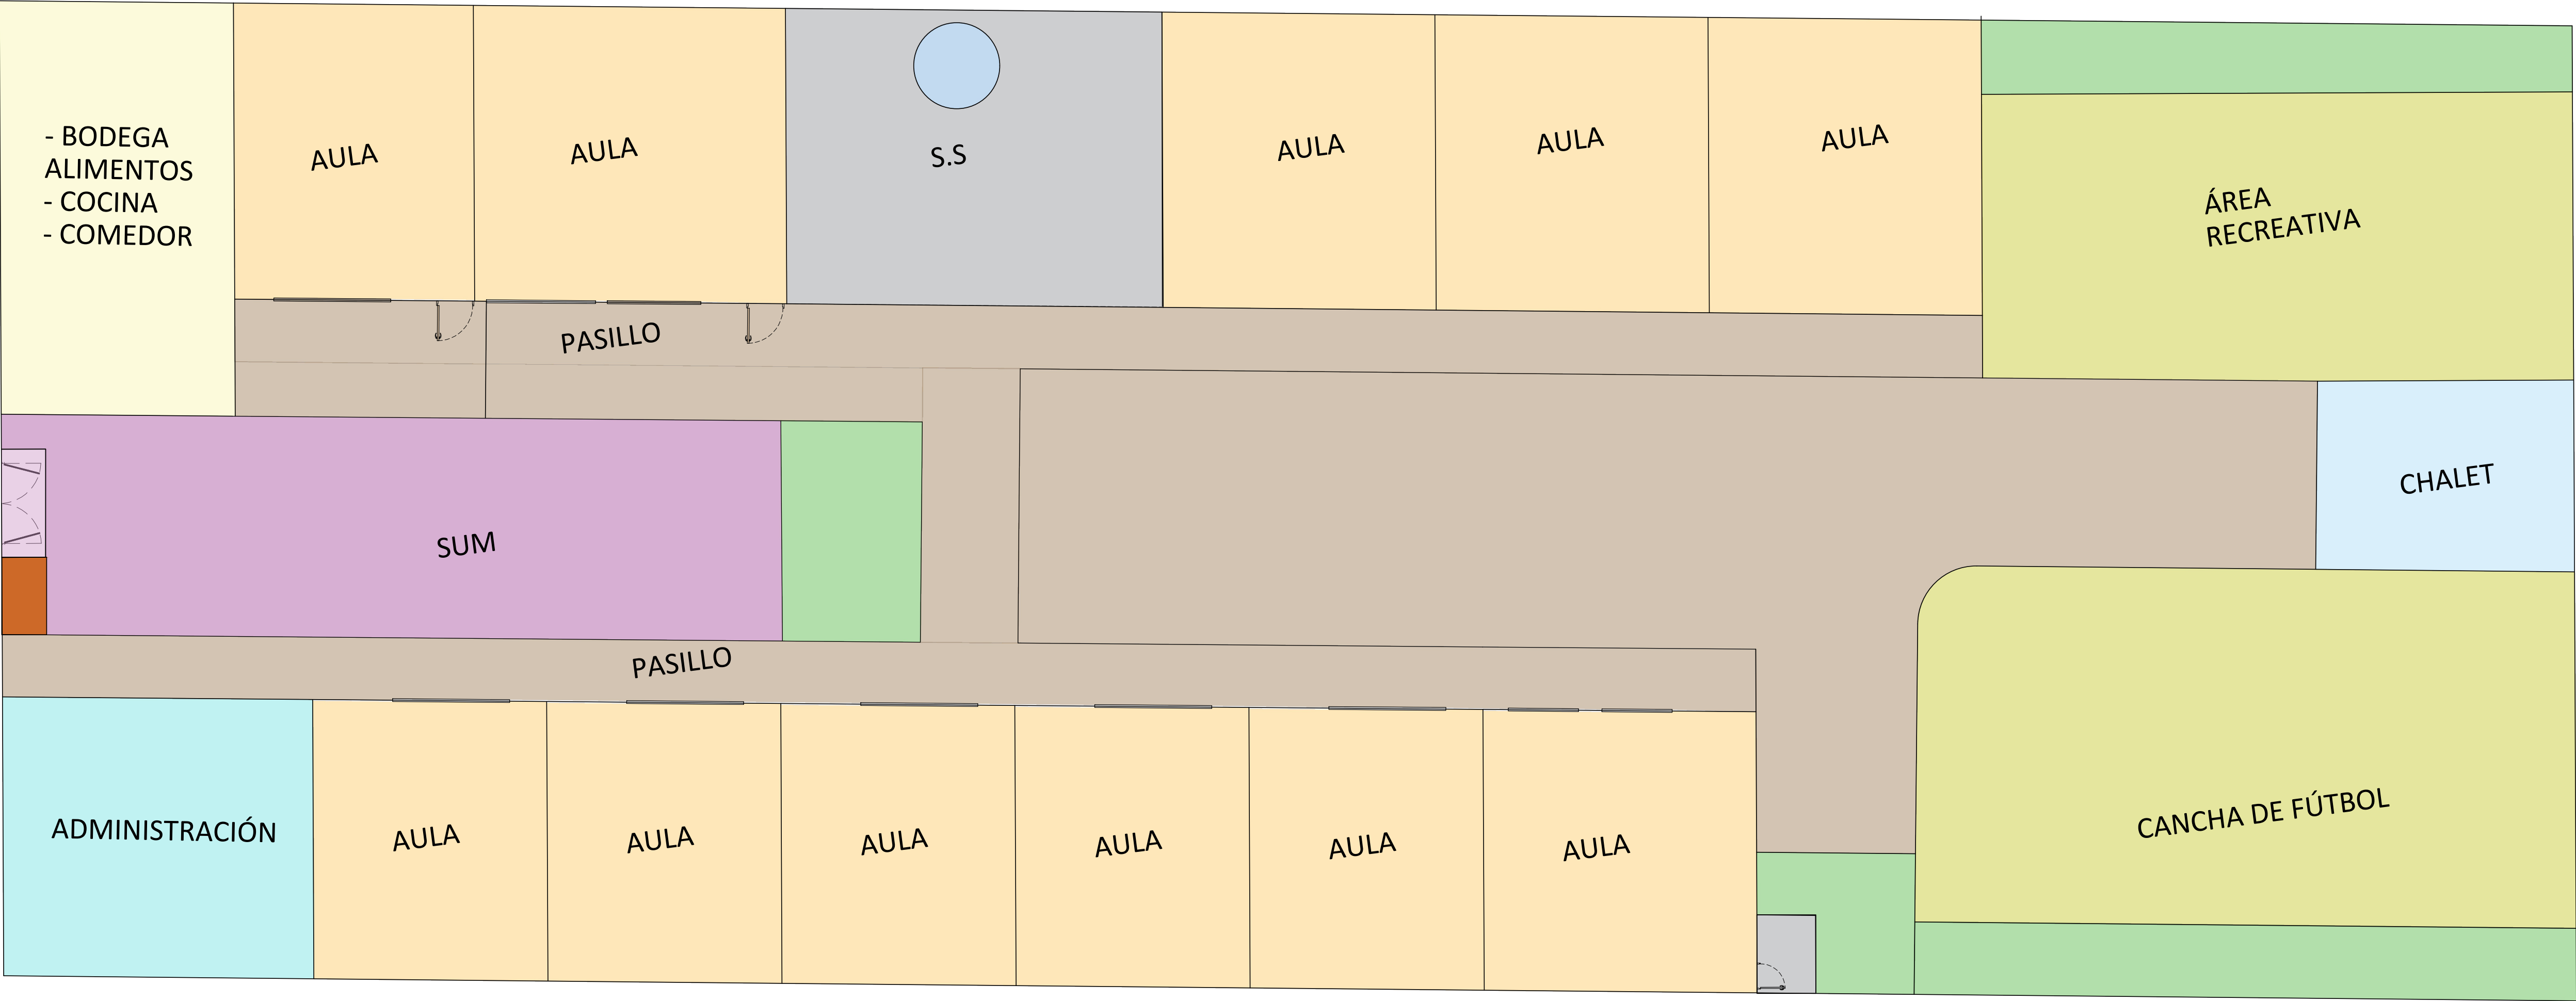 - BODEGA
ALIMENTOS
- COCINA
- COMEDOR
AULA
AULA
S.S
AULA
AULA
AULA
ÁREA
RECREATIVA
PASILLO
CHALET
SUM
PASILLO
ADMINISTRACIÓN
AULA
AULA
AULA
AULA
AULA
AULA
CANCHA DE FÚTBOL